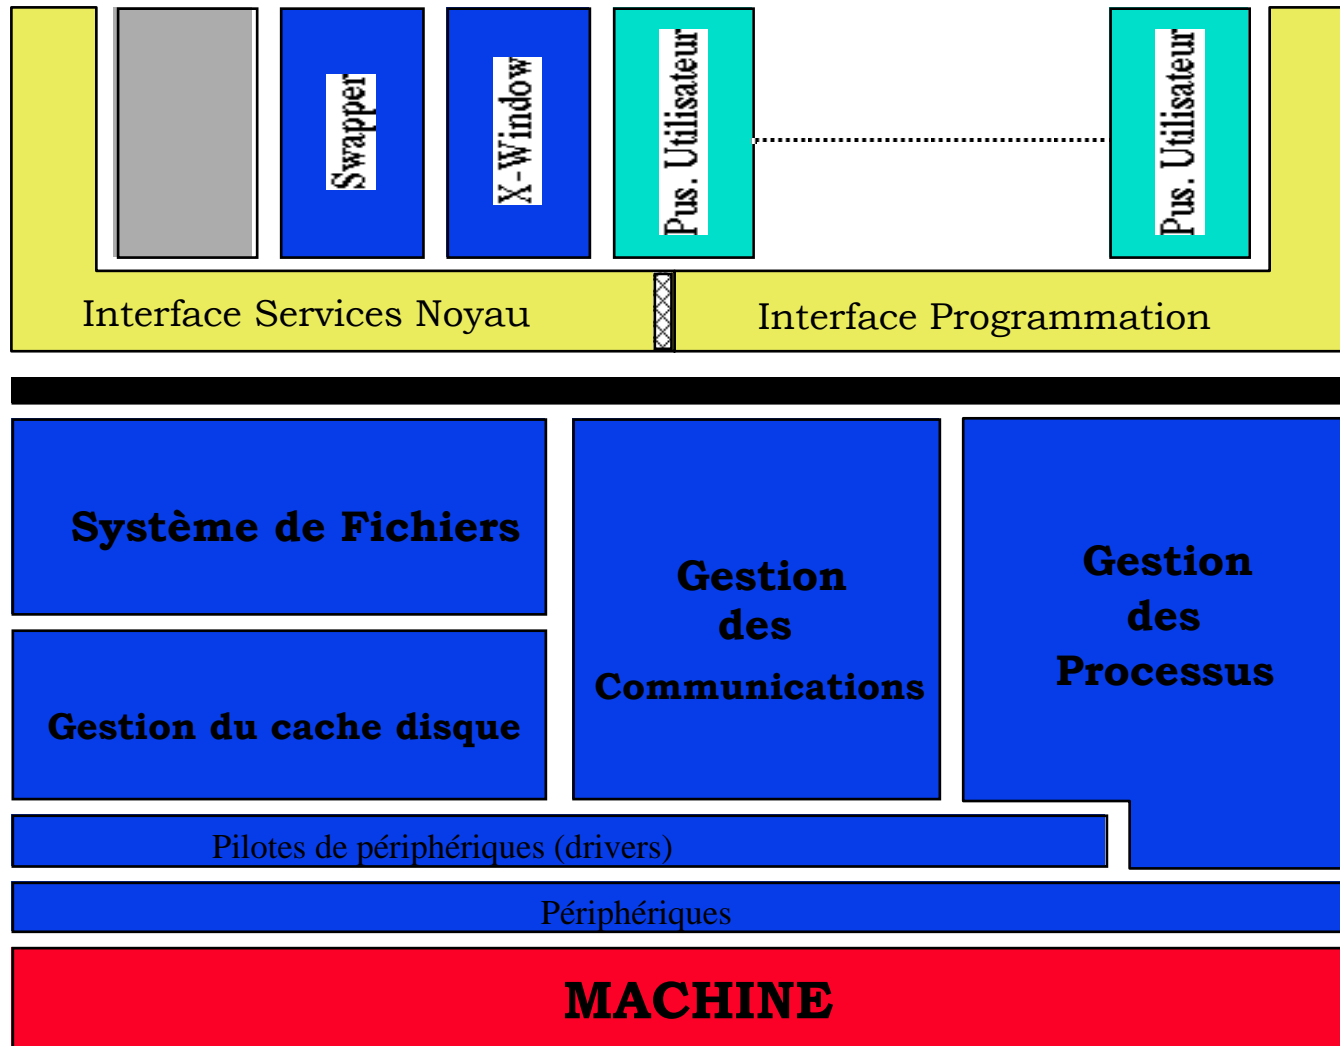 Swapper
X-Window
Pus. Utilisateur
Pus. Utilisateur
Interface Services Noyau
Interface Programmation
Système de Fichiers
Gestion
des
Communications
Gestion
des
Processus
Gestion du cache disque
Pilotes de périphériques (drivers)
Périphériques
MACHINE